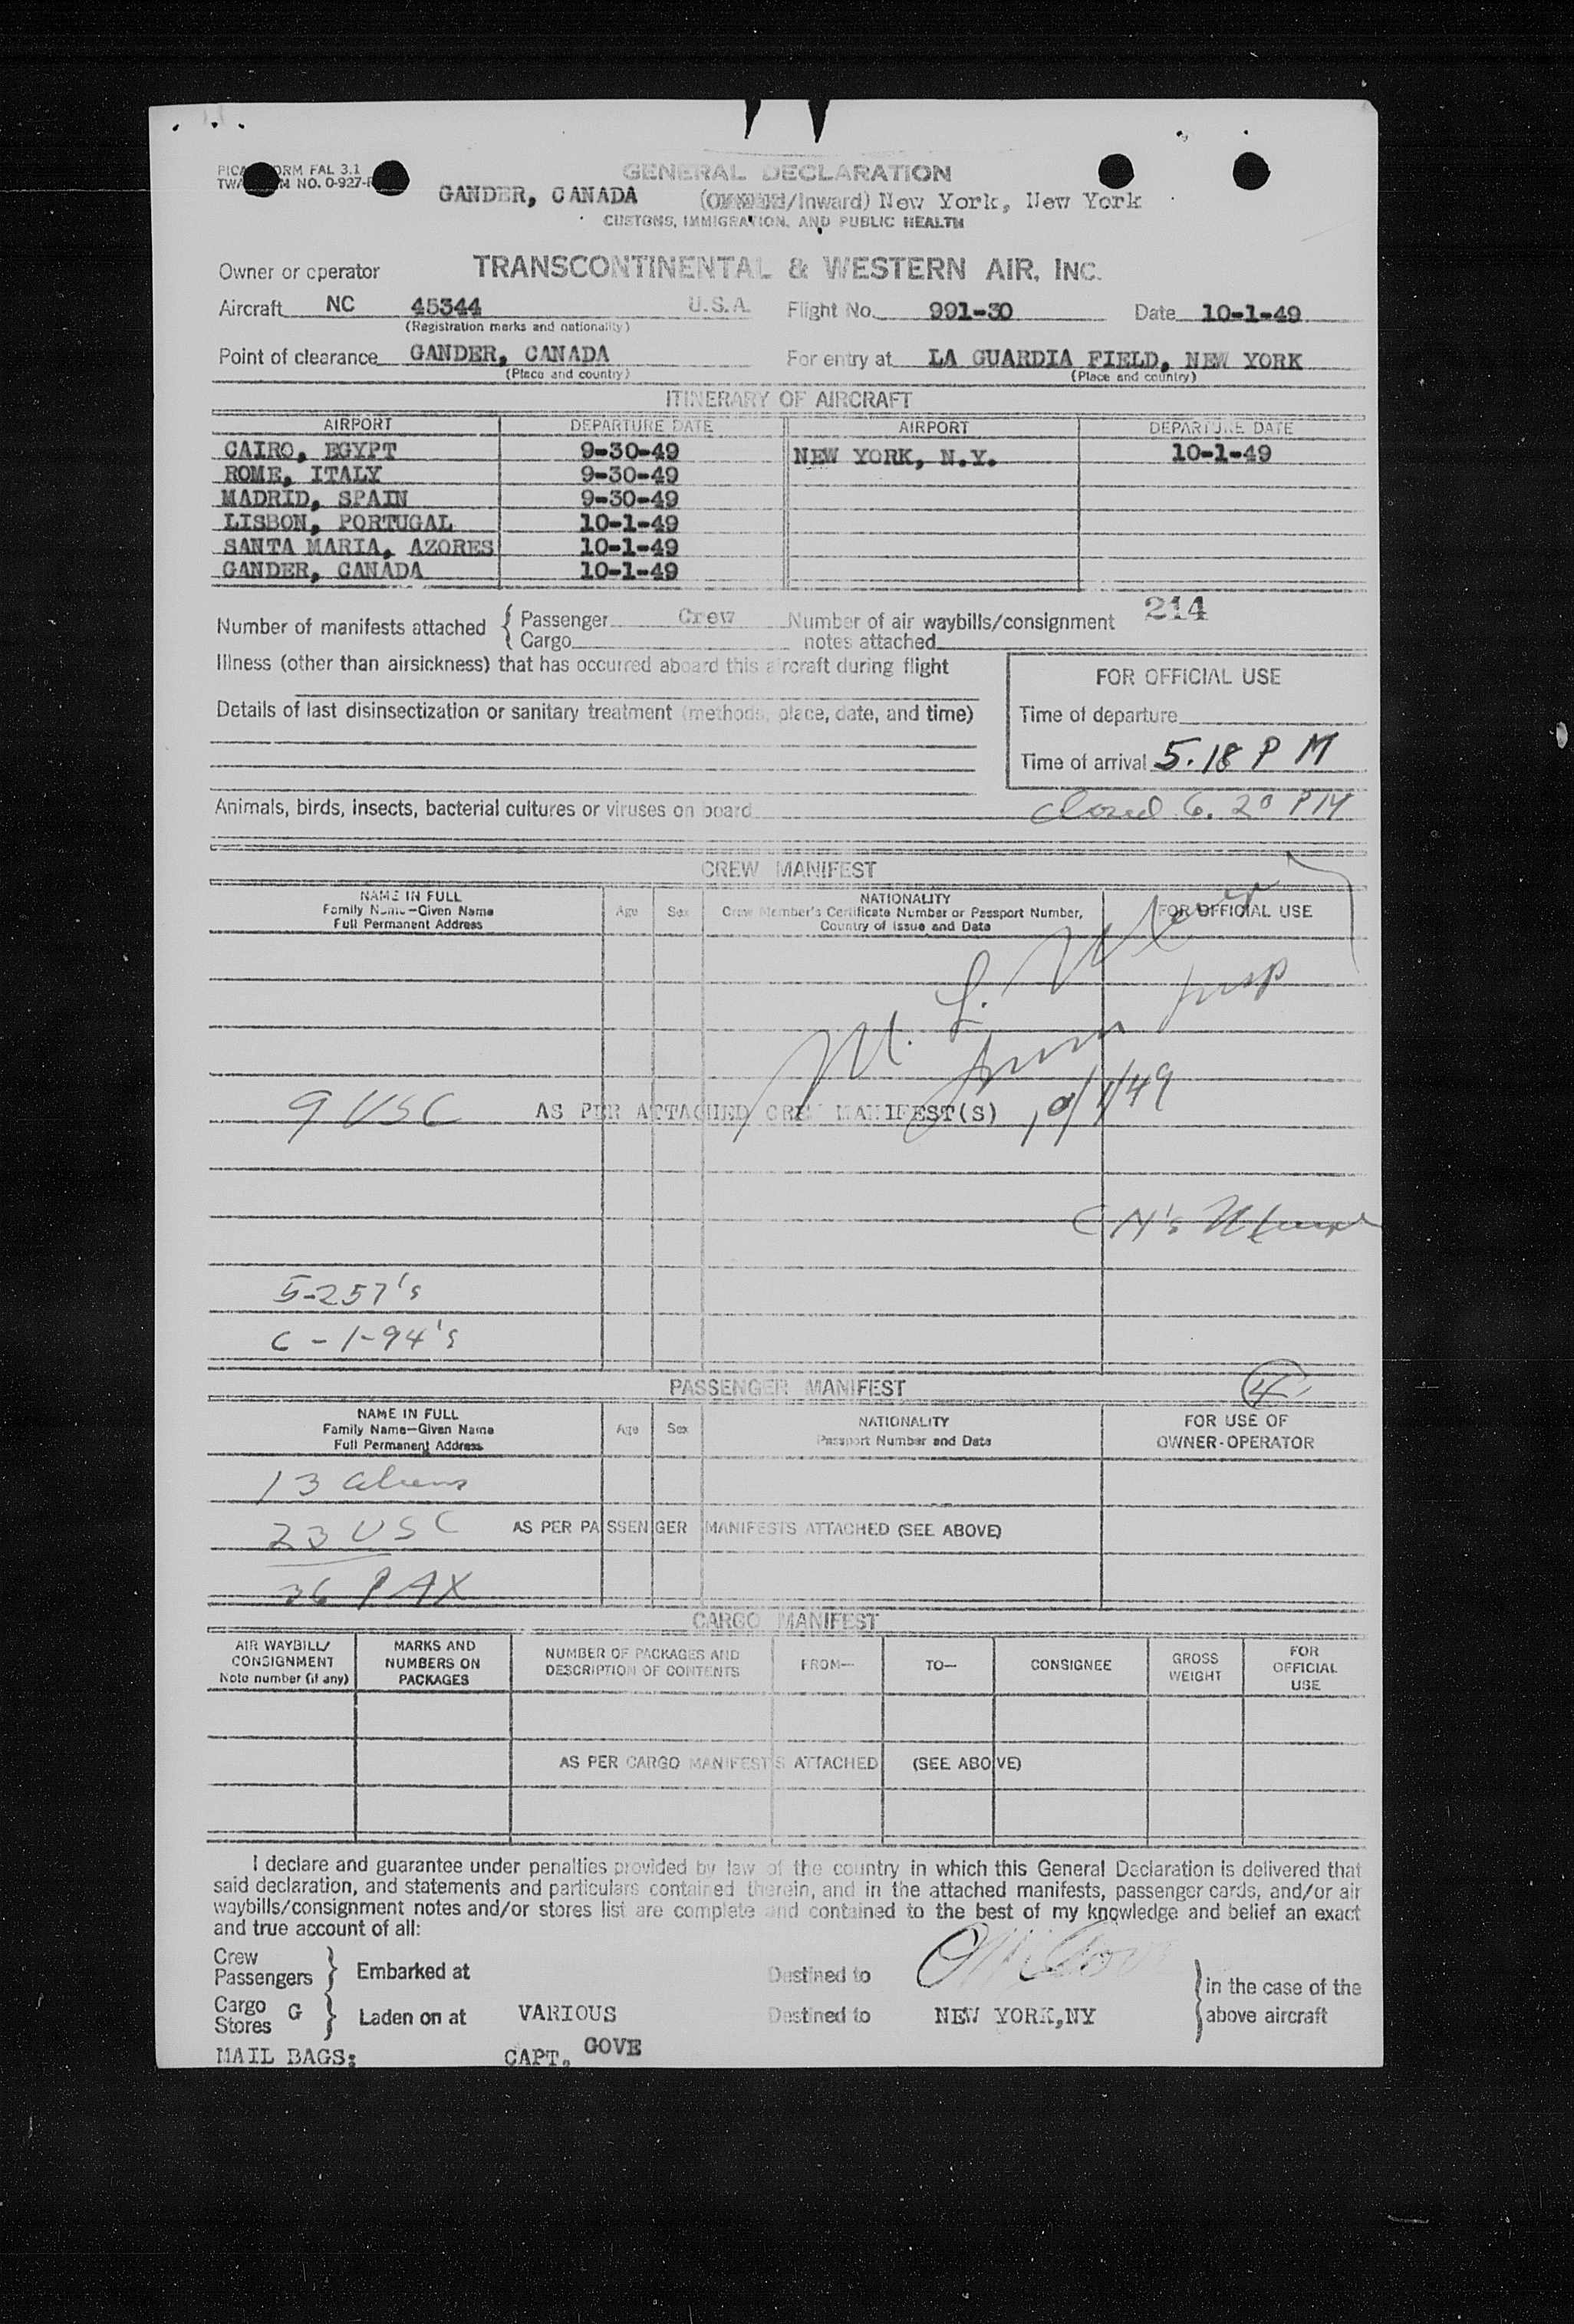 GENERAL DECLARATION
GANDER, CANADA (/Inward) New York, New York
CUSTOMS, IMMIGRATION, AND PUBLIC HEALTH
Owner or operator TRANSCONTINENTAL & WESTERN AIR, INC.
Aircraft NC 45344 U.S.A. Flight No. 991-30 Date 10-1-49
(Registration marks and nationality)
Point of clearance GANDER, CANADA For entry at LA GUARDIA FIELD, NEW YORK
(Place and country) (Place and country)
ITINERARY OF AIRCRAFT
AIRPORT DEPARTURE DATE AIRPORT DEPARTURE DATE
CAIRO, EGYPT 9-30-49 NEW YORK, N.Y. 10-1-49
ROME, ITALY 9-30-49
MADRID, SPAIN 9-30-49
LISBON, PORTUGAL 10-1-49
SANTA MARIA, AZORES 10-1-49
GANDER, CANADA 10-1-49
214
Number of manifests attached { Passenger Crew Number of air waybills/consignment
Cargo notes attached
Illness (other than airsickness) that has occurred aboard this aircraft during flight
FOR OFFICIAL USE
Details of last disinsectization or sanitary treatment (methods, place, date, and time)
Time of departure
Time of arrival 5.18 P M
Animals, birds, insects, bacterial cultures or viruses on board
Closed 6.20 PM
CREW MANIFEST
NAME IN FULL
Family Name—Given Name
Full Permanent Address
Age Sex
NATIONALITY
Crew Member's Certificate Number or Passport Number,
Country of Issue and Date
FOR OFFICIAL USE
M. L.
Insp
9 USC AS PER ATTACHED CREW MANIFEST(S) 10/1/49
5-257's
6-1-94's
4
PASSENGER MANIFEST
NAME IN FULL
Family Name—Given Name
Full Permanent Address
Age Sex
NATIONALITY
Passport Number and Date
FOR USE OF
OWNER-OPERATOR
13 aliens
23 USC AS PER PASSENGER MANIFESTS ATTACHED (SEE ABOVE)
36 PAX
CARGO MANIFEST
AIR WAYBILL/
CONSIGNMENT
Note number (if any)
MARKS AND
NUMBERS ON
PACKAGES
NUMBER OF PACKAGES AND
DESCRIPTION OF CONTENTS
FROM—
TO—
CONSIGNEE
GROSS
WEIGHT
FOR
OFFICIAL
USE
AS PER CARGO MANIFESTS ATTACHED (SEE ABOVE)
I declare and guarantee under penalties provided by law of the country in which this General Declaration is delivered that
said declaration, and statements and particulars contained therein, and in the attached manifests, passenger cards, and/or air
waybills/consignment notes and/or stores list are complete and contained to the best of my knowledge and belief an exact
and true account of all:
Crew
Passengers } Embarked at Destined to
in the case of the
Cargo G
Stores } Laden on at VARIOUS Destined to NEW YORK,NY
above aircraft
MAIL BAGS: CAPT. GOVE